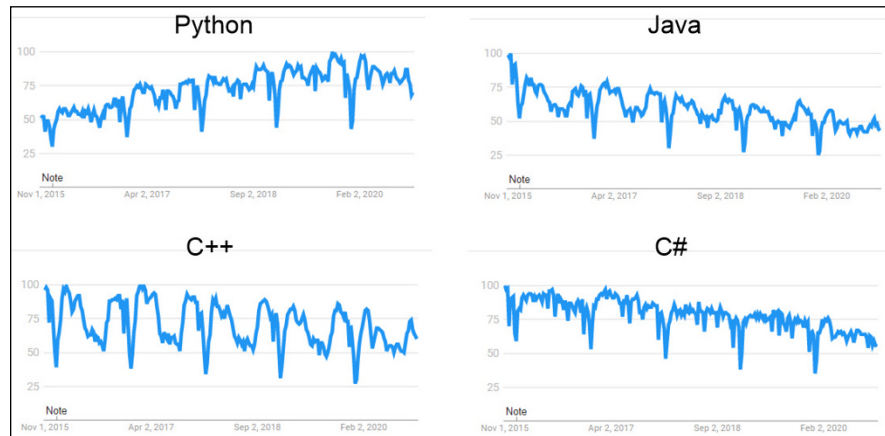 Python
100
75
50
25
Note
Nov 1, 2015
Apr 2, 2017
Sep 2, 2018
Feb 2, 2020
Java
100
75
50
25
Note
Nov 1, 2015
Apr 2, 2017
Sep 2, 2018
Feb 2, 2020
C++
100
75
50
25
Note
Nov 1, 2015
Apr 2, 2017
Sep 2, 2018
Feb 2, 2020
C#
100
75
50
25
Note
Nov 1, 2015
Apr 2, 2017
Sep 2, 2018
Feb 2, 2020